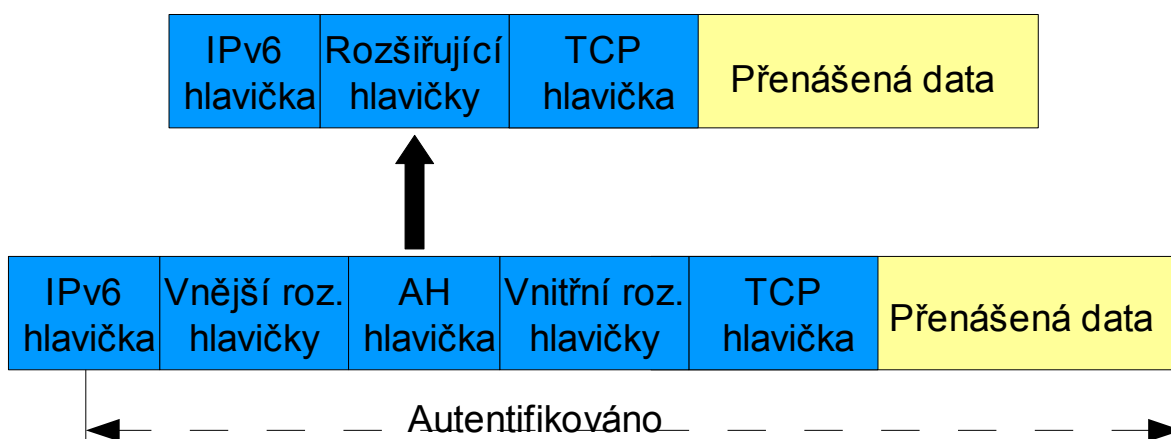 IPv6 Rozšiřující TCP
hlavička hlavičky hlavička Přenášená data
IPv6 Vnější roz. AH Vnitřní roz. TCP
hlavička hlavičky hlavička hlavičky hlavička Přenášená data
Autentifikováno